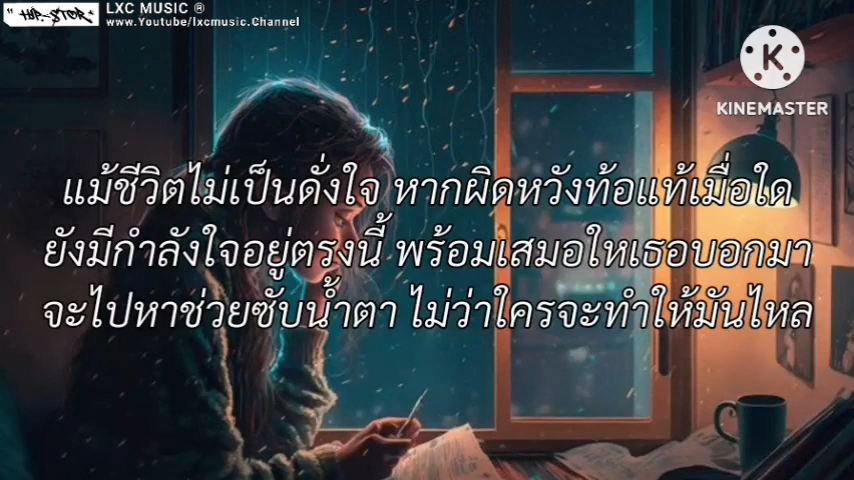 HIP-STER
LXC MUSIC ®
www.Youtube/lxcmusic.Channel
K
KINEMASTER
แม้ชีวิตไม่เป็นดั่งใจ หากผิดหวังท้อแท้เมื่อใด
ยังมีกำลังใจอยู่ตรงนี้ พร้อมเสมอให้เธอบอกมา
จะไปหาช่วยซับน้ำตา ไม่ว่าใครจะทำให้มันไหล